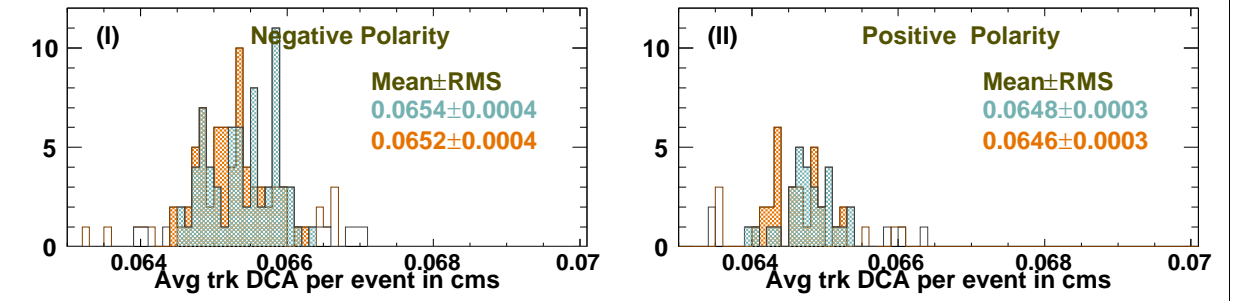 (I) Negative Polarity
Mean±RMS
0.0654±0.0004
0.0652±0.0004
10
5
0
0.064 0.066 0.068 0.07
Avg trk DCA per event in cms
(II) Positive Polarity
Mean±RMS
0.0648±0.0003
0.0646±0.0003
10
5
0
0.064 0.066 0.068 0.07
Avg trk DCA per event in cms